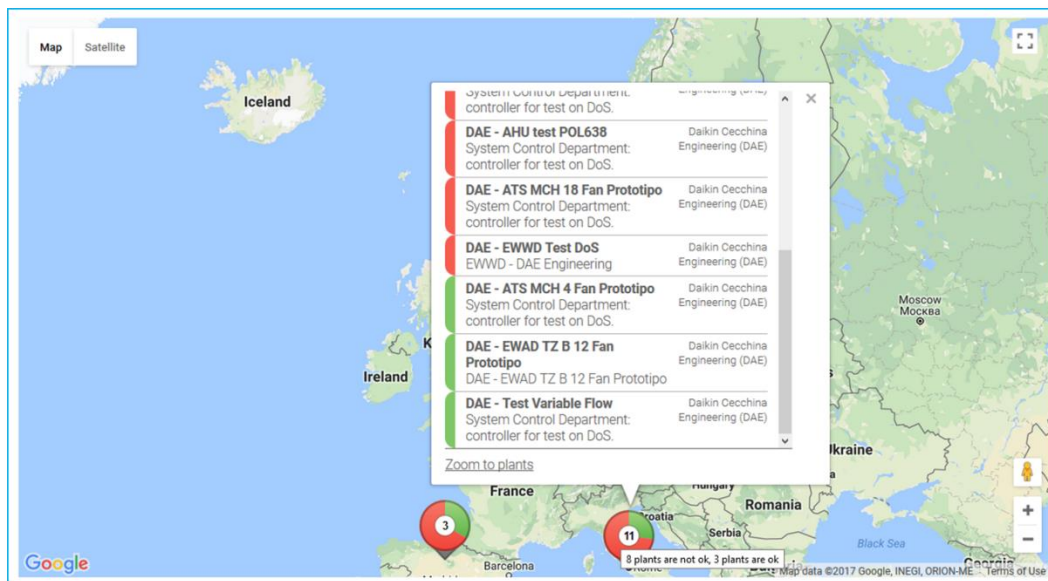 Map Satellite
Iceland
System Control Department:
Engineering (DAE)
controller for test on DoS.
DAE - AHU test POL638
Daikin Cecchina
System Control Department:
Engineering (DAE)
controller for test on DoS.
DAE - ATS MCH 18 Fan Prototipo
Daikin Cecchina
System Control Department:
Engineering (DAE)
controller for test on DoS.
DAE - EWWD Test DoS
Daikin Cecchina
EWWD - DAE Engineering
Engineering (DAE)
DAE - ATS MCH 4 Fan Prototipo
Daikin Cecchina
System Control Department:
Engineering (DAE)
controller for test on DoS.
DAE - EWAD TZ B 12 Fan
Daikin Cecchina
Prototipo
Engineering (DAE)
DAE - EWAD TZ B 12 Fan Prototipo
DAE - Test Variable Flow
Daikin Cecchina
System Control Department:
Engineering (DAE)
controller for test on DoS.
Zoom to plants
Moscow
Москва
Ireland
Ukraine
France
Hungary
Romania
Croatia
Serbia
3
11
8 plants are not ok, 3 plants are ok
Black Sea
Barcelona
Georgia
Google
Map data ©2017 Google, INEGI, ORION-ME Terms of Use